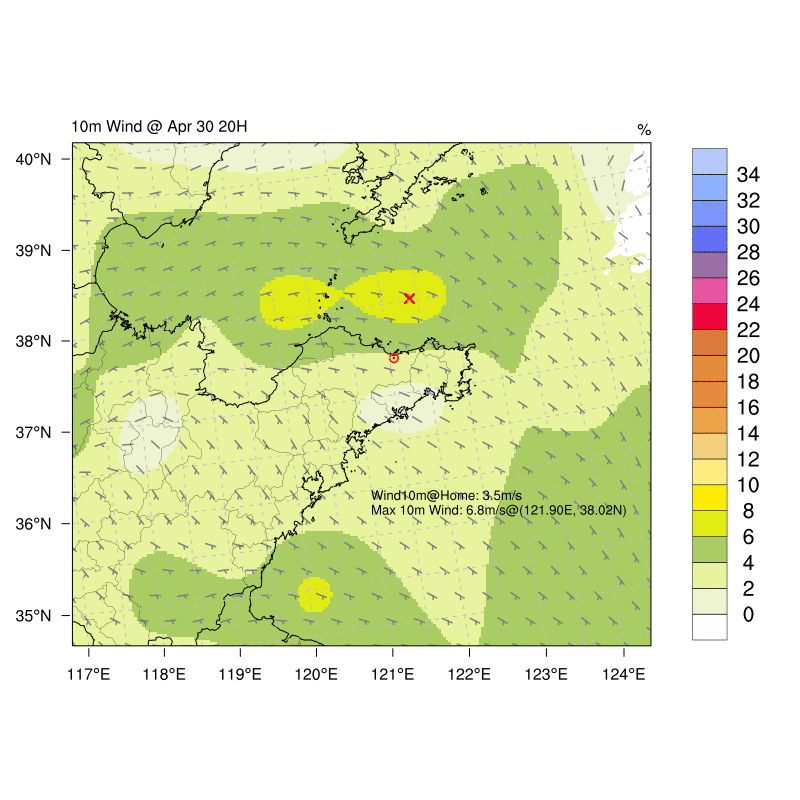 10m Wind @ Apr 30 20H
%
40°N
39°N
38°N
37°N
36°N
35°N
117°E 118°E 119°E 120°E 121°E 122°E 123°E 124°E
Wind10m@Home: 3.5m/s
Max 10m Wind: 6.8m/s@(121.90E, 38.02N)
34
32
30
28
26
24
22
20
18
16
14
12
10
8
6
4
2
0